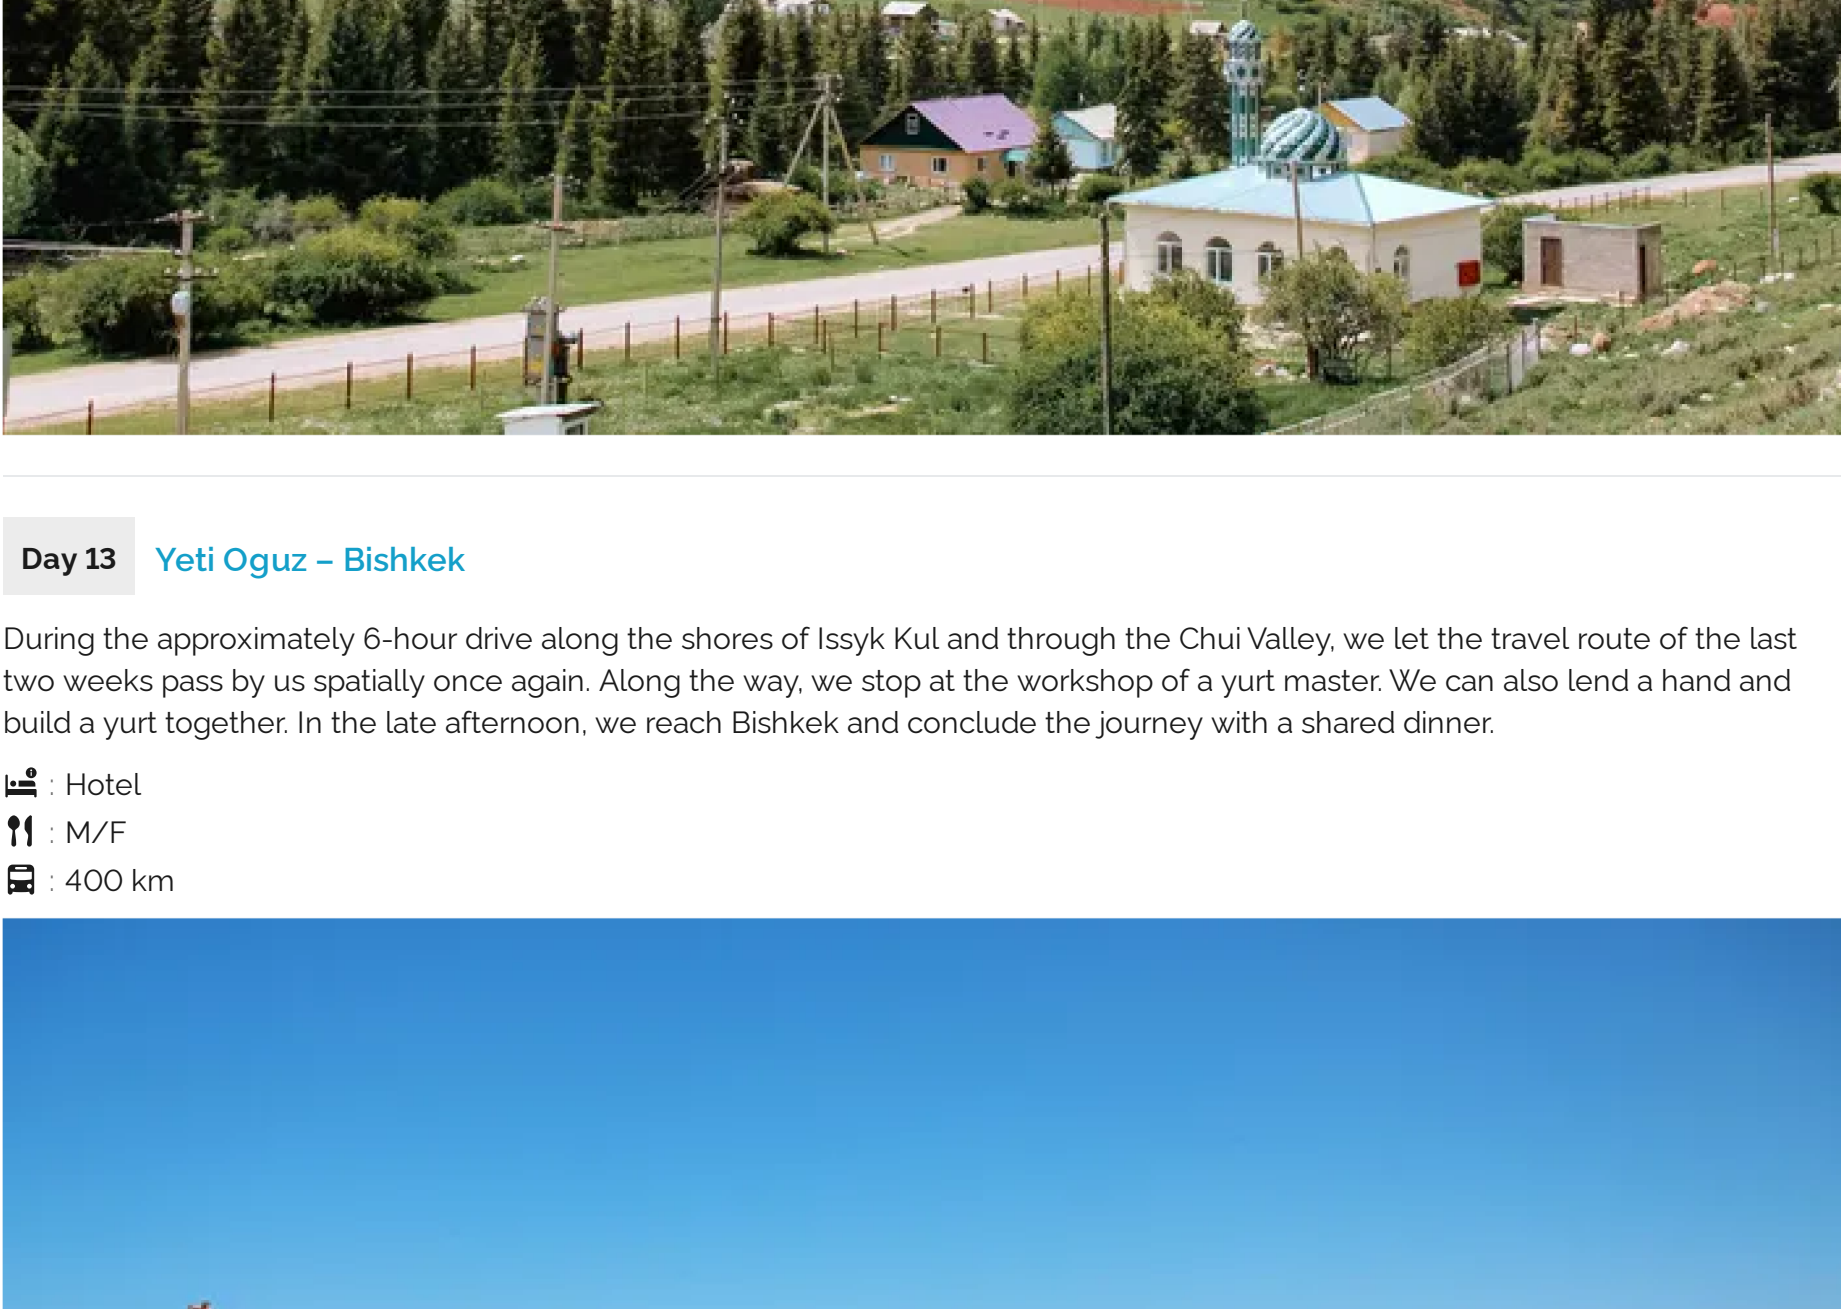 Day 13
Yeti Oguz – Bishkek
During the approximately 6-hour drive along the shores of Issyk Kul and through the Chui Valley, we let the travel route of the last
two weeks pass by us spatially once again. Along the way, we stop at the workshop of a yurt master. We can also lend a hand and
build a yurt together. In the late afternoon, we reach Bishkek and conclude the journey with a shared dinner.
: Hotel
: M/F
: 400 km